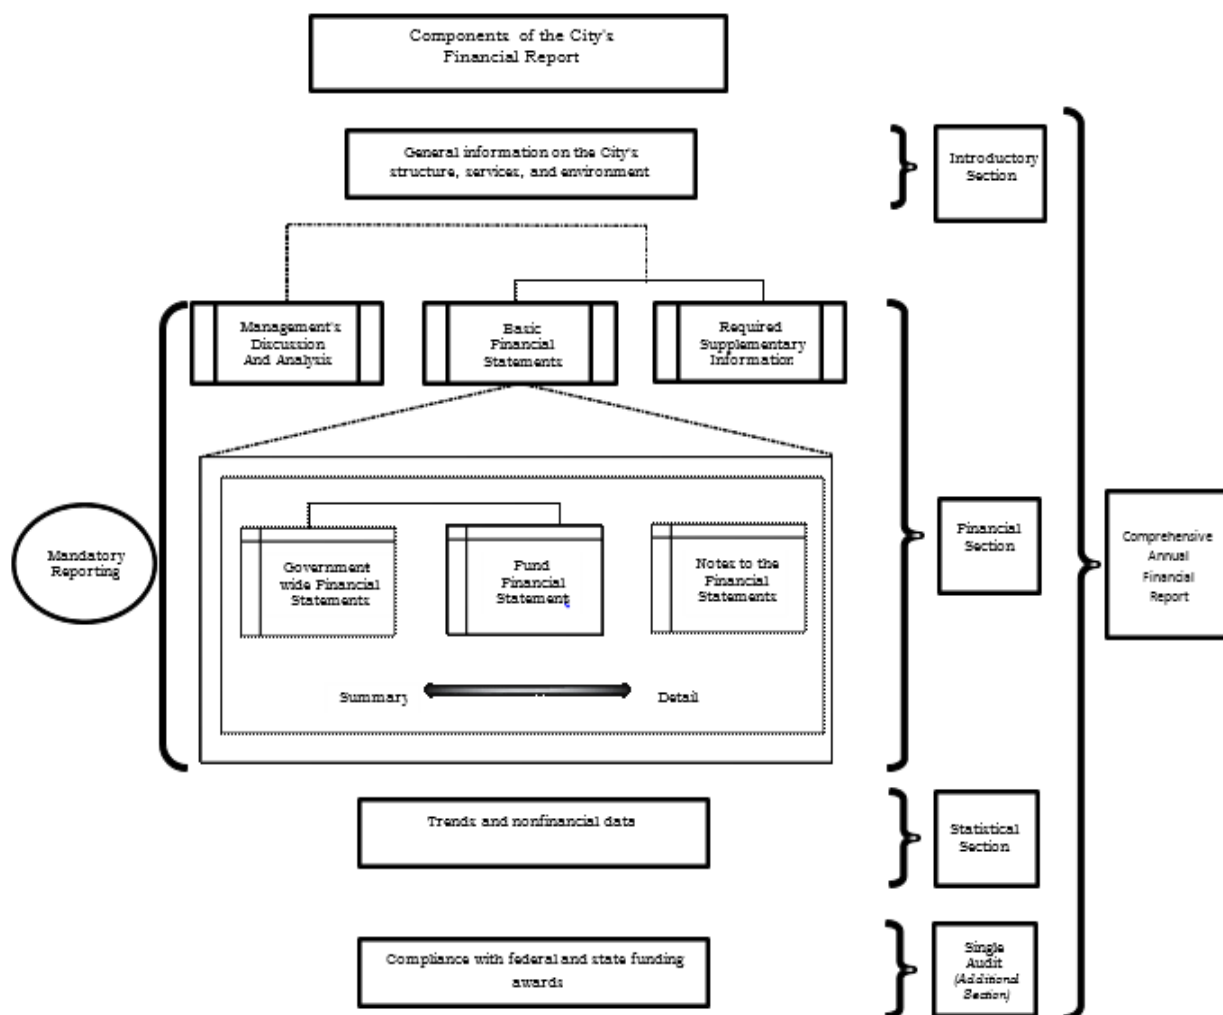 Components of the City's
Financial Report
General information on the City's
structure, services, and environment
Introductory
Section
Management's
Discussion
And Analysis
Basic
Financial
Statements
Required
Supplementary
Information
Mandatory
Reporting
Government
wide Financial
Statements
Fund
Financial
Statement
Notes to the
Financial
Statements
Summary
Detail
Financial
Section
Comprehensive
Annual
Financial
Report
Trends and nonfinancial data
Statistical
Section
Compliance with federal and state funding
awards
Single
Audit
(Additional
Section)